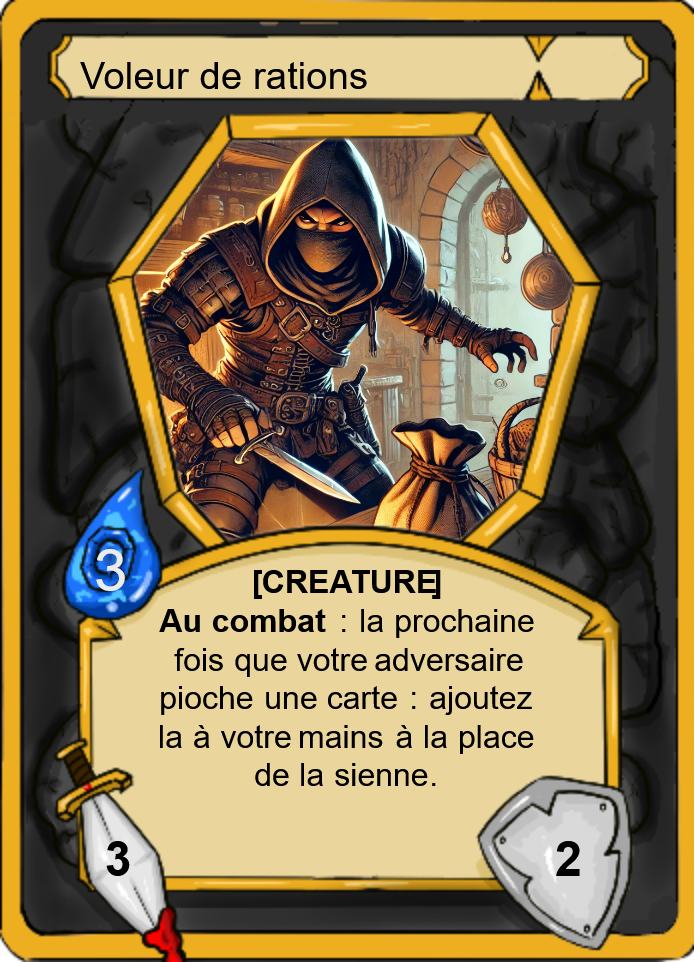 Voleur de rations
3
[CREATURE]
Au combat : la prochaine
fois que votre adversaire
pioche une carte : ajoutez
la à votre mains à la place
de la sienne.
3
2